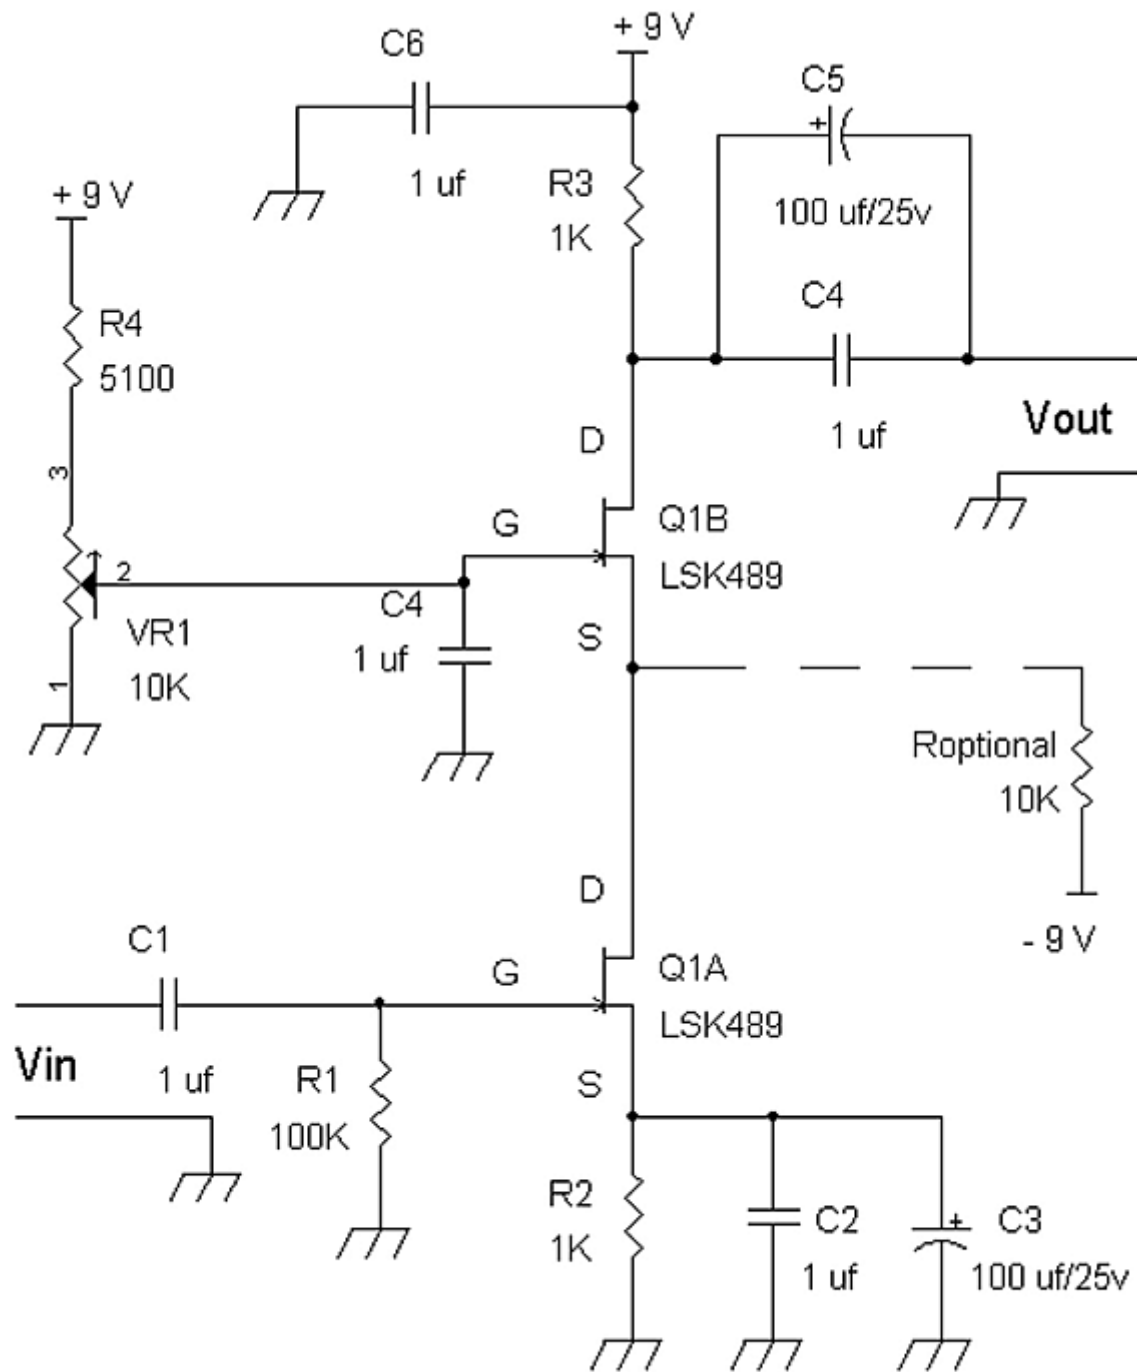 + 9 V
C6
1 uf
R3
1K
C5
+
100 uf/25v
C4
1 uf
Vout
+ 9 V
R4
5100
3
2
1
VR1
10K
C4
1 uf
D
G
S
Q1B
LSK489
Roptional
10K
- 9 V
C1
1 uf
Vin
R1
100K
D
G
S
Q1A
LSK489
R2
1K
C2
1 uf
+
C3
100 uf/25v